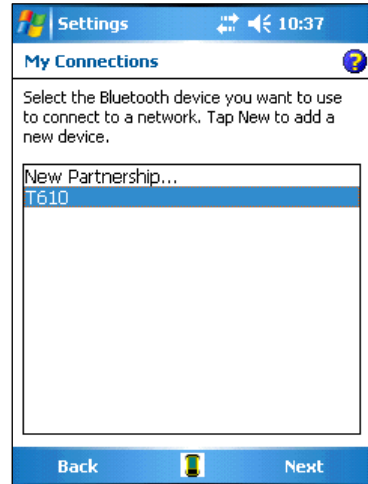 Settings 10:37
My Connections ?
Select the Bluetooth device you want to use
to connect to a network. Tap New to add a
new device.
New Partnership...
T610
Back Next